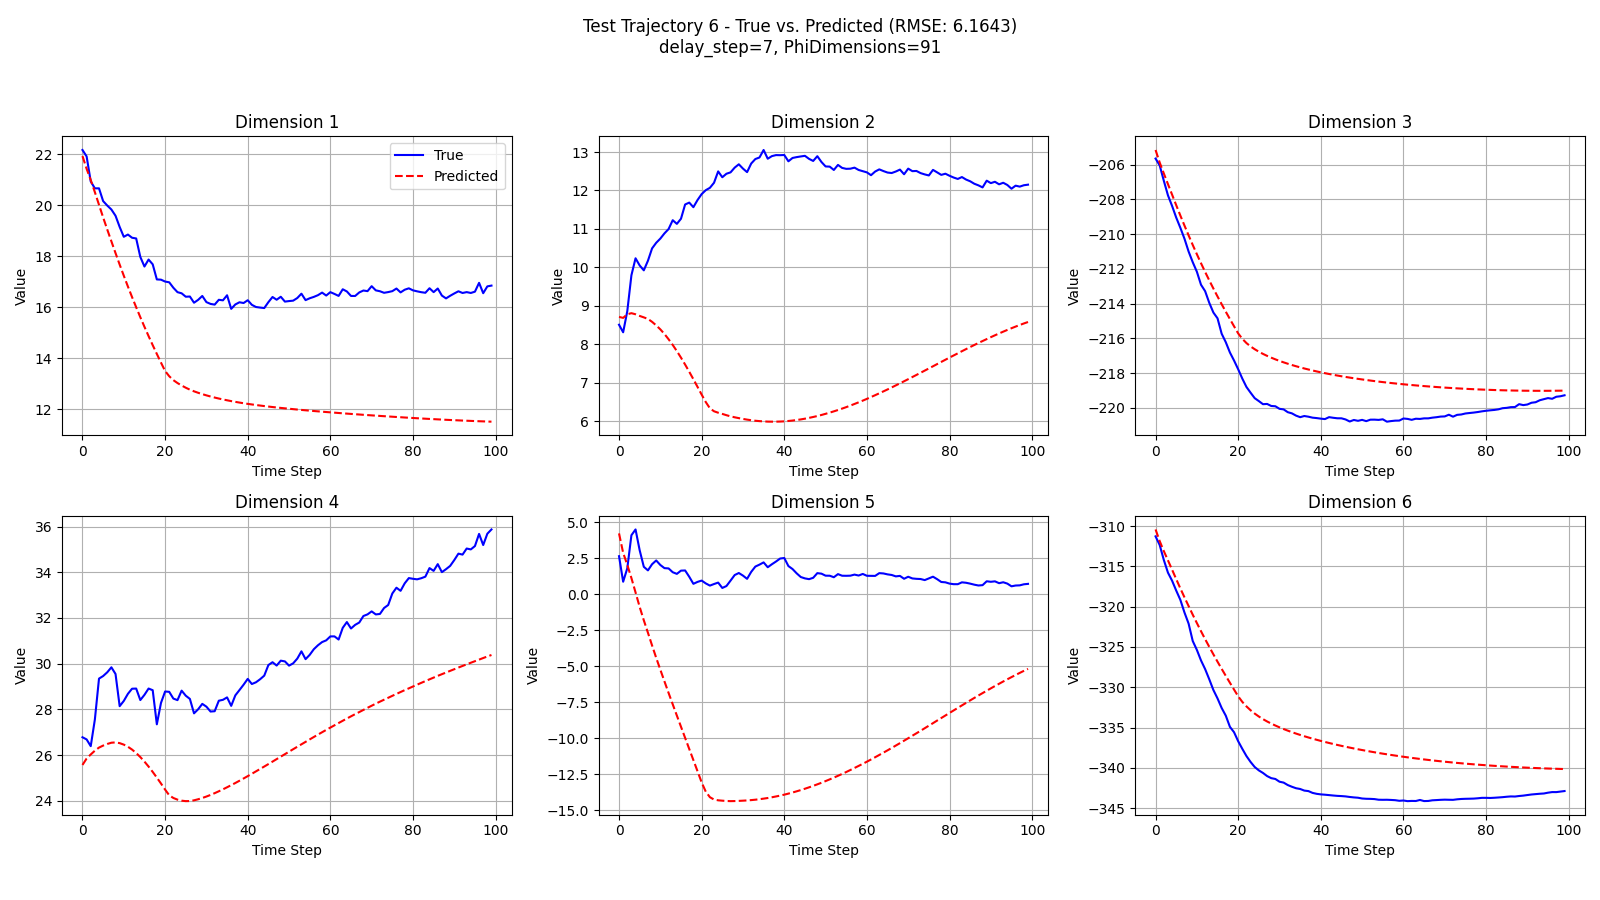 Test Trajectory 6 - True vs. Predicted (RMSE: 6.1643)
delay_step=7, PhiDimensions=91
Dimension 1
Value
22
20
18
16
14
12
0 20 40 60 80 100
Time Step
True
Predicted
Dimension 2
Value
13
12
11
10
9
8
7
6
0 20 40 60 80 100
Time Step
Dimension 3
Value
−206
−208
−210
−212
−214
−216
−218
−220
0 20 40 60 80 100
Time Step
Dimension 4
Value
36
34
32
30
28
26
24
0 20 40 60 80 100
Time Step
Dimension 5
Value
5.0
2.5
0.0
−2.5
−5.0
−7.5
−10.0
−12.5
−15.0
0 20 40 60 80 100
Time Step
Dimension 6
Value
−310
−315
−320
−325
−330
−335
−340
−345
0 20 40 60 80 100
Time Step